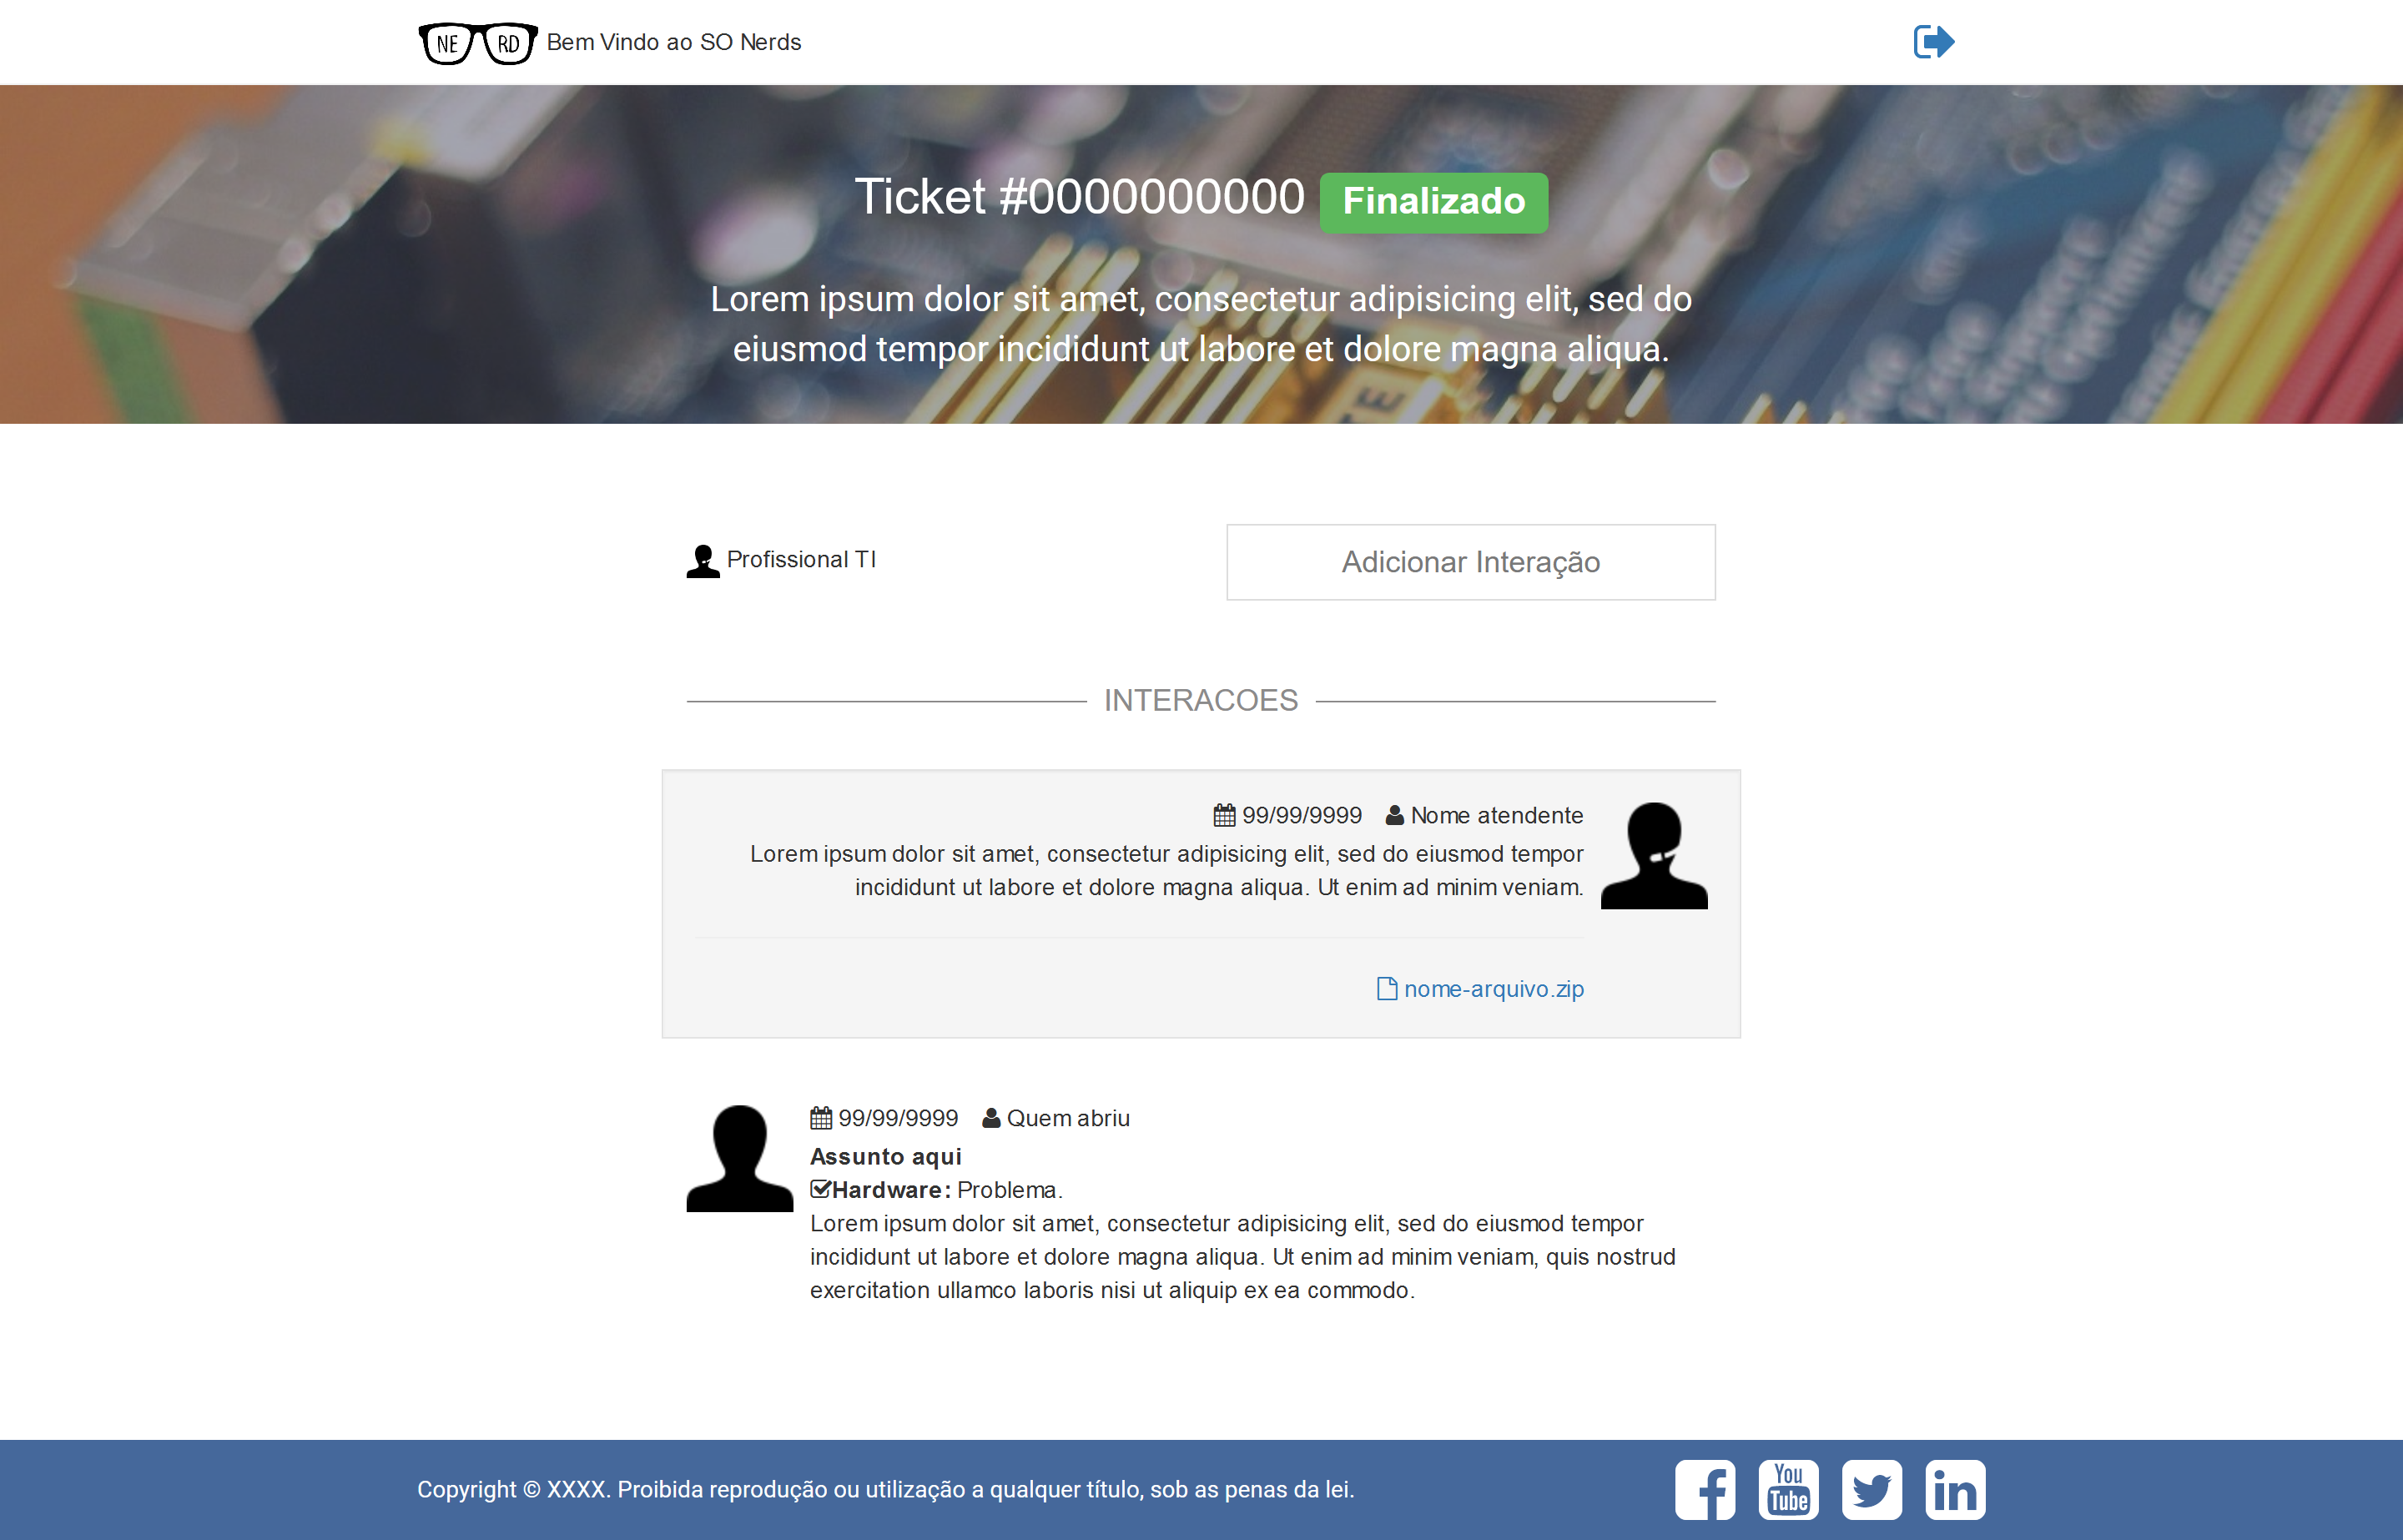 NE RD Bem Vindo ao SO Nerds
Ticket #0000000000 Finalizado
Lorem ipsum dolor sit amet, consectetur adipisicing elit, sed do
eiusmod tempor incididunt ut labore et dolore magna aliqua.
Profissional TI
Adicionar Interação
INTERACOES
99/99/9999 Nome atendente
Lorem ipsum dolor sit amet, consectetur adipisicing elit, sed do eiusmod tempor
incididunt ut labore et dolore magna aliqua. Ut enim ad minim veniam.
nome-arquivo.zip
99/99/9999 Quem abriu
Assunto aqui
Hardware: Problema.
Lorem ipsum dolor sit amet, consectetur adipisicing elit, sed do eiusmod tempor
incididunt ut labore et dolore magna aliqua. Ut enim ad minim veniam, quis nostrud
exercitation ullamco laboris nisi ut aliquip ex ea commodo.
Copyright © XXXX. Proibida reprodução ou utilização a qualquer título, sob as penas da lei.
You
Tube
in